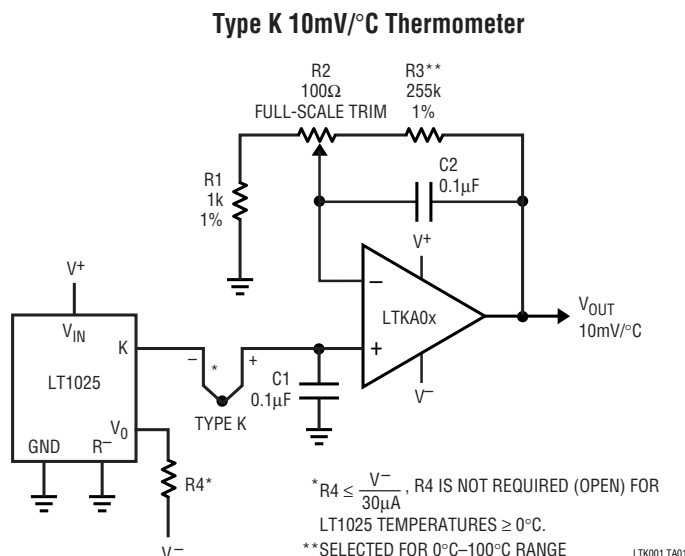 Type K 10mV/°C Thermometer
R2
100Ω
FULL-SCALE TRIM
R3**
255k
1%
R1
1k
1%
C2
0.1µF
V+
LTKA0x
−
+
V−
VOUT
10mV/°C
V+
VIN
K
LT1025
V0
GND
R−
− * +
TYPE K
C1
0.1µF
R4*
V−
*R4 ≤ V−/30µA, R4 IS NOT REQUIRED (OPEN) FOR
LT1025 TEMPERATURES ≥ 0°C.
**SELECTED FOR 0°C–100°C RANGE